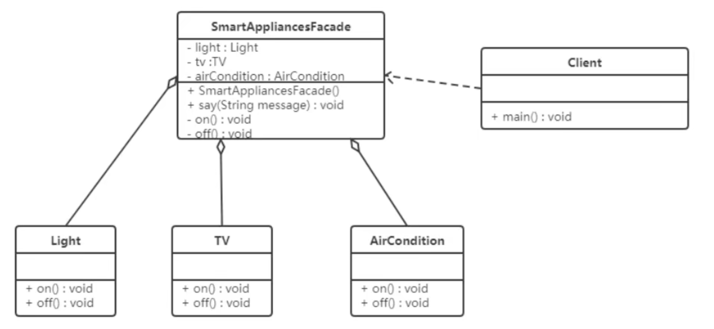 SmartAppliancesFacade
- light : Light
- tv :TV
- airCondition : AirCondition
+ SmartAppliancesFacade()
+ say(String message) : void
- on() : void
- off() : void
Client
+ main() : void
Light
+ on() : void
+ off() : void
TV
+ on() : void
+ off() : void
AirCondition
+ on() : void
+ off() : void